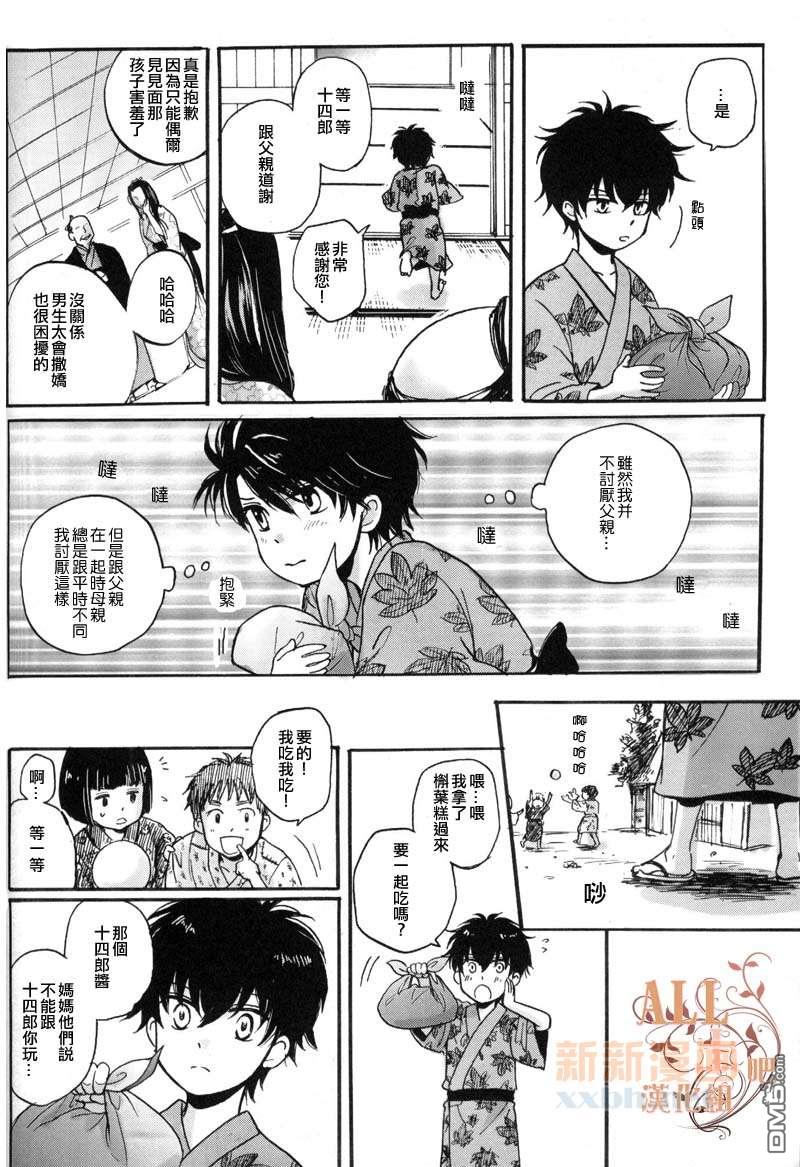 …是
點頭
噠噠
等一等
十四郎
跟父親道謝
非常
感謝您！
真是抱歉
因為只能偶爾
見見面那
孩子害羞了
哈哈哈
沒關係
男生太會撒嬌
也很困擾的
雖然我并
不討厭父親…
噠
噠
噠
噠
噠
抱緊
但是跟父親
在一起時母親
總是跟平時不同
我討厭這樣
啊哈哈哈
吵
喂…喂
我拿了
槲葉糕過來
要一起吃嗎？
要的！
我吃我吃！
啊…
等一等
那個
十四郎醬
媽媽他們說
不能跟
十四郎你玩…
ALL
新新漫画吧
漢化組
DM5.com